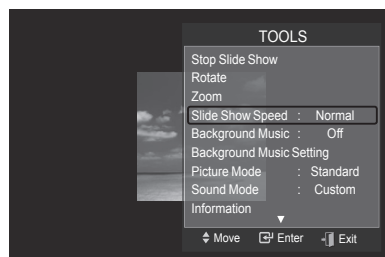 TOOLS
Stop Slide Show
Rotate
Zoom
Slide Show Speed : Normal
Background Music : Off
Background Music Setting
Picture Mode : Standard
Sound Mode : Custom
Information
Move Enter Exit